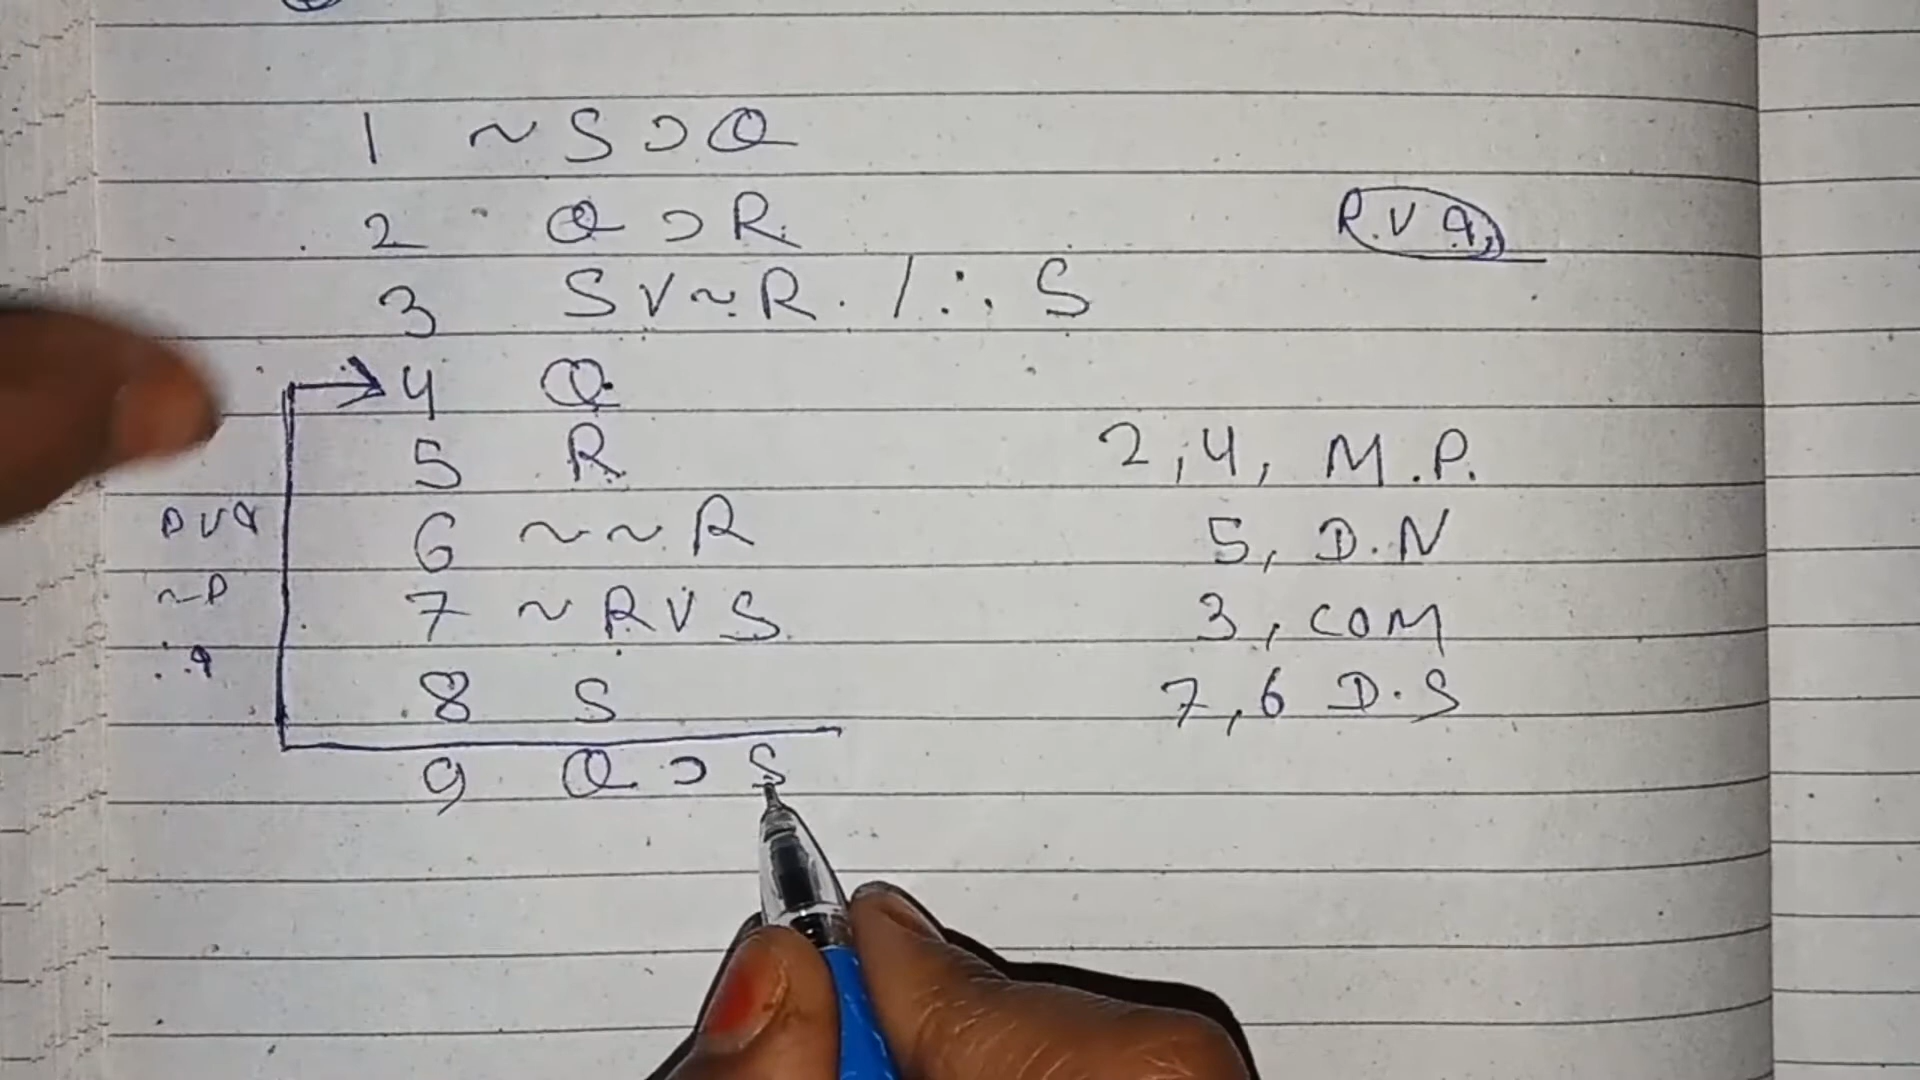 1 ~ S ⊃ Q
2 Q ⊃ R
R V Q
3 S V ~ R . / ∴ S
4 Q
5 R 2, 4, M.P.
6 ~ ~ R 5, D.N
7 ~ R V S 3, COM
8 S 7, 6 D.S
9 Q ⊃ S
P V Q
~ P
∴ Q